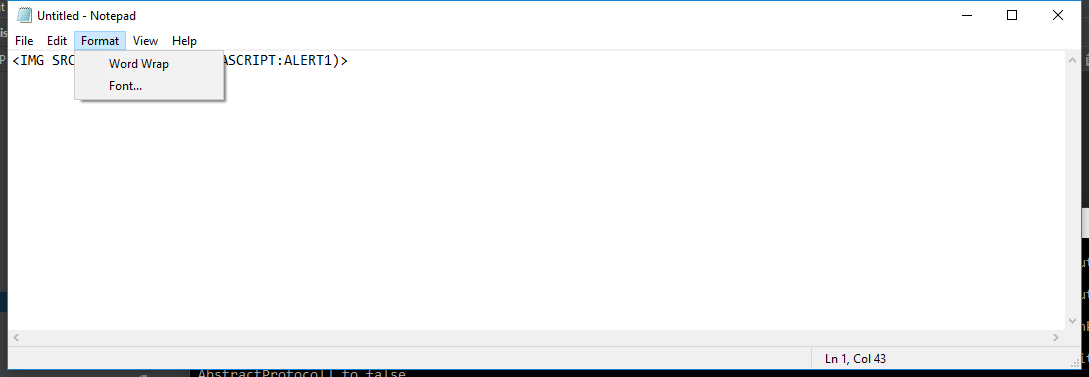 Untitled - Notepad
File Edit Format View Help
<IMG SRC ASCRIPT:ALERT1)>
Word Wrap
Font...
Ln 1, Col 43
AbstractProtocol] to false